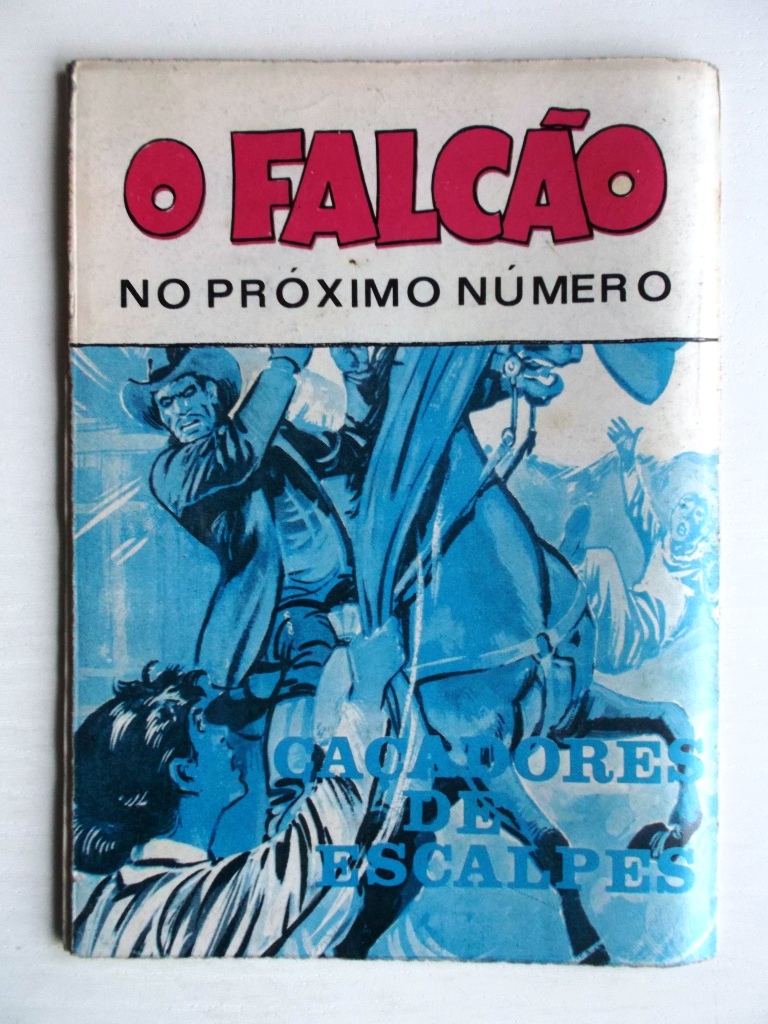 O FALCÃO
NO PRÓXIMO NÚMERO
CAÇADORES
DE
ESCALPES